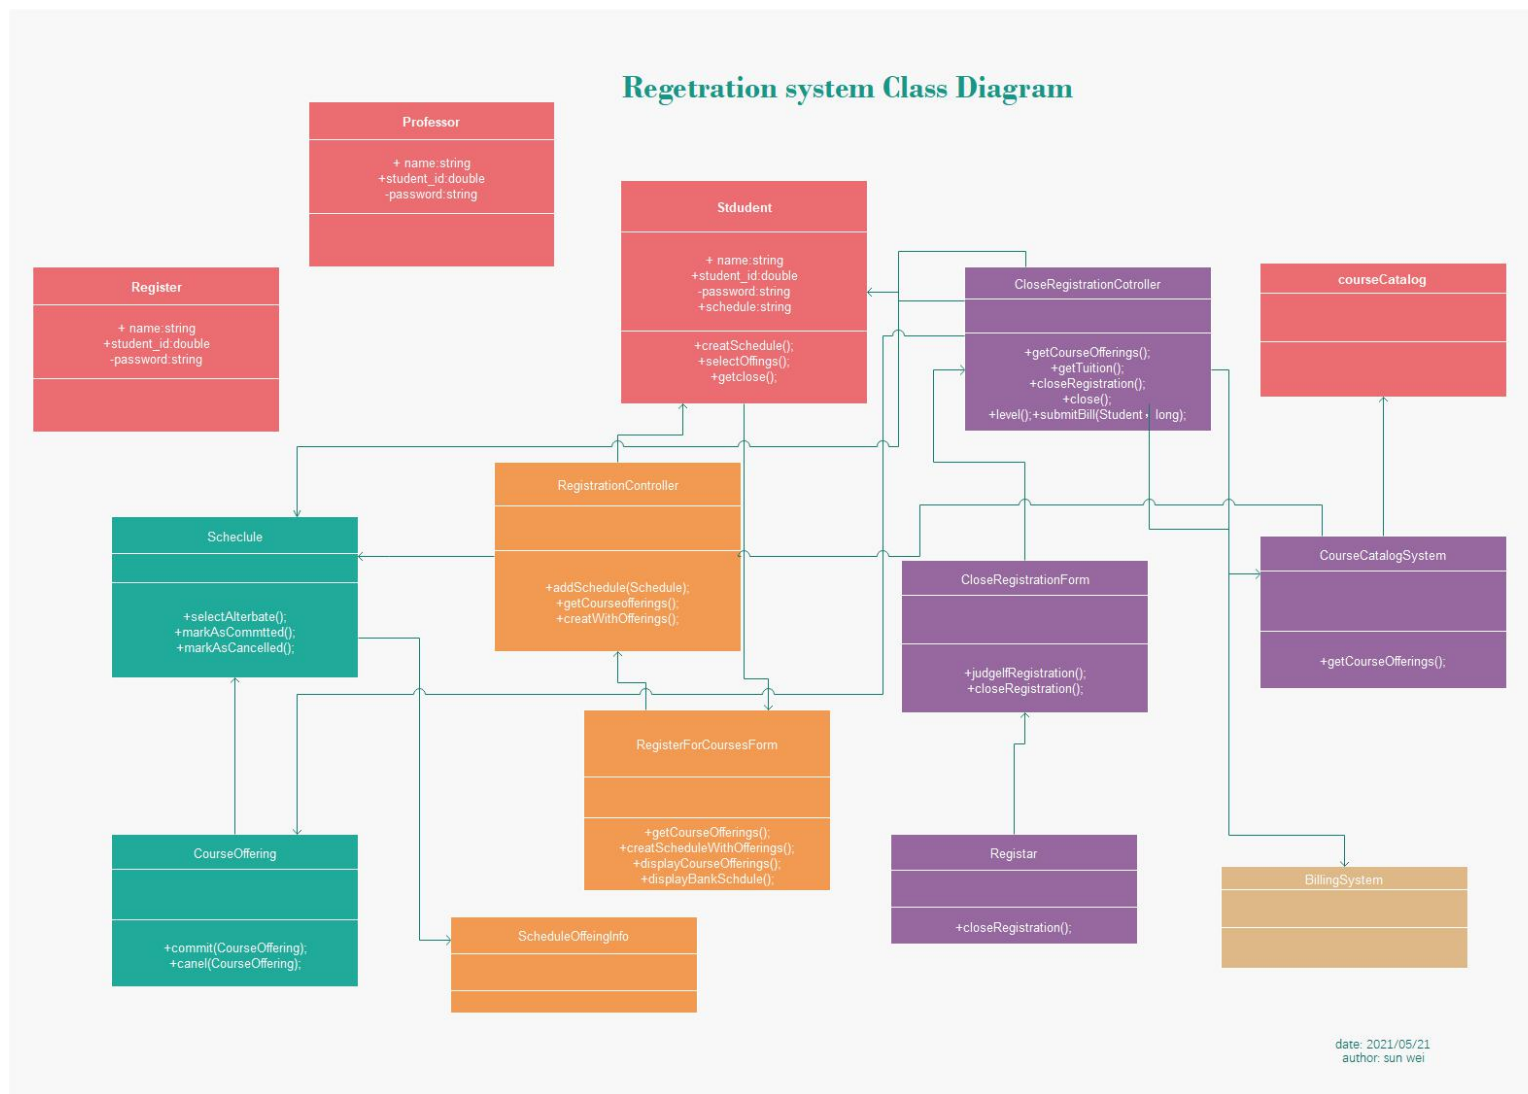 Regetration system Class Diagram
Professor
+ name:string
+student_id:double
-password:string
Stdudent
+ name:string
+student_id:double
-password:string
+schedule:string
+creatSchedule();
+selectOffings();
+getclose();
Register
+ name:string
+student_id:double
-password:string
CloseRegistrationCotroller
+getCourseOfferings();
+getTuition();
+closeRegistration();
+close();
+level();+submitBill(Student, long);
courseCatalog
RegistrationController
+addSchedule(Schedule);
+getCourseofferings();
+creatWithOfferings();
Scheclule
+selectAlterbate();
+markAsCommtted();
+markAsCancelled();
CloseRegistrationForm
+judgeIfRegistration();
+closeRegistration();
CourseCatalogSystem
+getCourseOfferings();
RegisterForCoursesForm
+getCourseOfferings();
+creatScheduleWithOfferings();
+displayCourseOfferings();
+displayBankSchdule();
CourseOffering
+commit(CourseOffering);
+canel(CourseOffering);
Registar
+closeRegistration();
BillingSystem
ScheduleOffeingInfo
date: 2021/05/21
author: sun wei